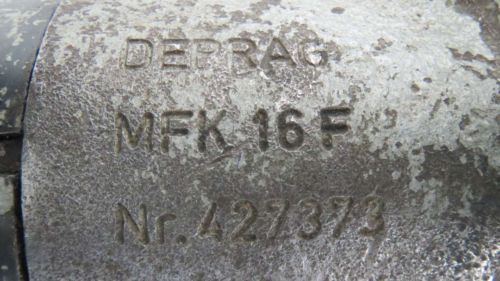 DEPRAG
MFK 16 F
Nr. 427373